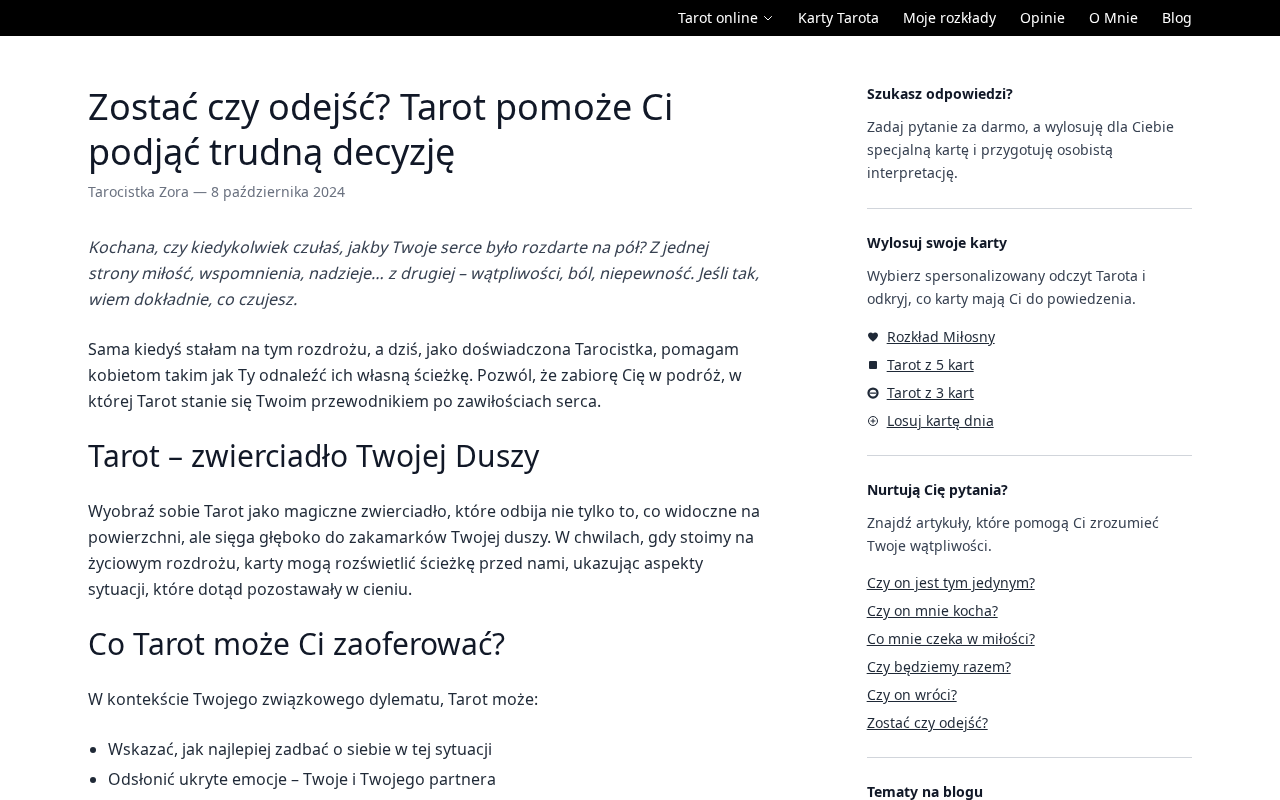 Tarot online
Karty Tarota
Moje rozkłady
Opinie
O Mnie
Blog
Zostać czy odejść? Tarot pomoże Ci
podjąć trudną decyzję
Tarocistka Zora — 8 października 2024
Kochana, czy kiedykolwiek czułaś, jakby Twoje serce było rozdarte na pół? Z jednej
strony miłość, wspomnienia, nadzieje... z drugiej – wątpliwości, ból, niepewność. Jeśli tak,
wiem dokładnie, co czujesz.
Sama kiedyś stałam na tym rozdrożu, a dziś, jako doświadczona Tarocistka, pomagam
kobietom takim jak Ty odnaleźć ich własną ścieżkę. Pozwól, że zabiorę Cię w podróż, w
której Tarot stanie się Twoim przewodnikiem po zawiłościach serca.
Tarot – zwierciadło Twojej Duszy
Wyobraź sobie Tarot jako magiczne zwierciadło, które odbija nie tylko to, co widoczne na
powierzchni, ale sięga głęboko do zakamarków Twojej duszy. W chwilach, gdy stoimy na
życiowym rozdrożu, karty mogą rozświetlić ścieżkę przed nami, ukazując aspekty
sytuacji, które dotąd pozostawały w cieniu.
Co Tarot może Ci zaoferować?
W kontekście Twojego związkowego dylematu, Tarot może:
Wskazać, jak najlepiej zadbać o siebie w tej sytuacji
Odsłonić ukryte emocje – Twoje i Twojego partnera
Szukasz odpowiedzi?
Zadaj pytanie za darmo, a wylosuję dla Ciebie
specjalną kartę i przygotuję osobistą
interpretację.
Wylosuj swoje karty
Wybierz spersonalizowany odczyt Tarota i
odkryj, co karty mają Ci do powiedzenia.
Rozkład Miłosny
Tarot z 5 kart
Tarot z 3 kart
Losuj kartę dnia
Nurtują Cię pytania?
Znajdź artykuły, które pomogą Ci zrozumieć
Twoje wątpliwości.
Czy on jest tym jedynym?
Czy on mnie kocha?
Co mnie czeka w miłości?
Czy będziemy razem?
Czy on wróci?
Zostać czy odejść?
Tematy na blogu